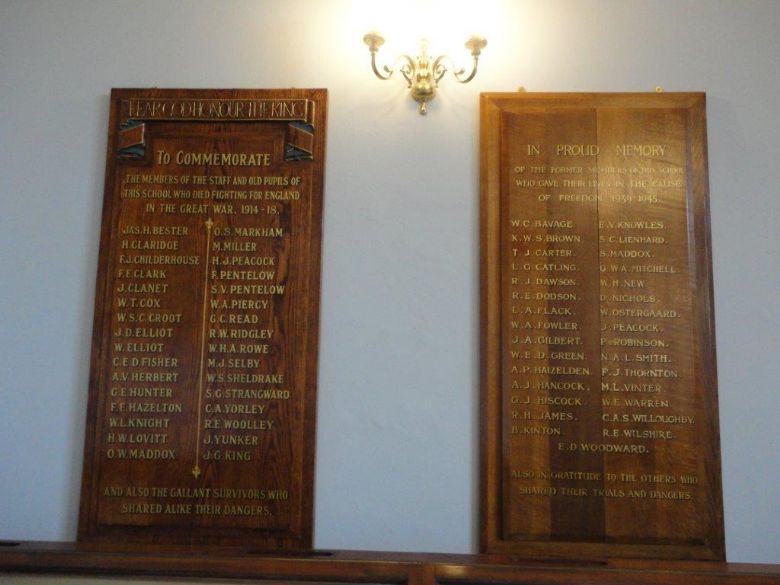 FEAR GOD HONOUR THE KING
TO COMMEMORATE
THE MEMBERS OF THE STAFF AND OLD PUPILS OF
THIS SCHOOL WHO DIED FIGHTING FOR ENGLAND
IN THE GREAT WAR. 1914-18.
JAS. H. BESTER
H. CLARIDGE
F.J. CHILDERHOUSE
F.E. CLARK
J. CLANET
W.T. COX
W.S.C. CROOT
J.D. ELLIOT
W. ELLIOT
C.E.D. FISHER
A.V. HERBERT
G.E. HUNTER
F.E. HAZELTON
W.L. KNIGHT
H.W. LOVITT
O.W. MADDOX
O.S. MARKHAM
M. MILLER
H.J. PEACOCK
F. PENTELOW
S.V. PENTELOW
W.A. PIERCY
G.C. READ
R.W. RIDGLEY
W.H.A. ROWE
M.J. SELBY
W.S. SHELDRAKE
S.G. STRANGWARD
C.A. YORLEY
R.E. WOOLLEY
J. YUNKER
J.G. KING
AND ALSO THE GALLANT SURVIVORS WHO
SHARED ALIKE THEIR DANGERS.
IN PROUD MEMORY
OF THE FORMER MEMBERS OF THIS SCHOOL
WHO GAVE THEIR LIVES IN THE CAUSE
OF FREEDOM 1939-1945.
W.C. BAVAGE
K.W.S. BROWN
T.J. CARTER.
L.G. CATLING.
R.J. DAWSON.
R.E. DODSON.
L.A. FLACK.
W.A. FOWLER.
J.A. GILBERT.
W.E.D. GREEN.
A.P. HAIZELDEN.
A.J. HANCOCK.
G.J. HISCOCK.
R.H. JAMES.
B. KINTON.
E.V. KNOWLES.
S.C. LIENHARD.
S. MADDOX.
G.W.A. MITCHELL.
W.H. NEW
D. NICHOLS.
W. OSTERGAARD.
J. PEACOCK.
P. ROBINSON.
N.A.L. SMITH.
F.J. THORNTON.
M.L. VINTER.
W.E. WARREN.
C.A.S. WILLOUGHBY.
R.E. WILSHIRE.
E.D. WOODWARD.
ALSO IN GRATITUDE TO THE OTHERS WHO
SHARED THEIR TRIALS AND DANGERS.